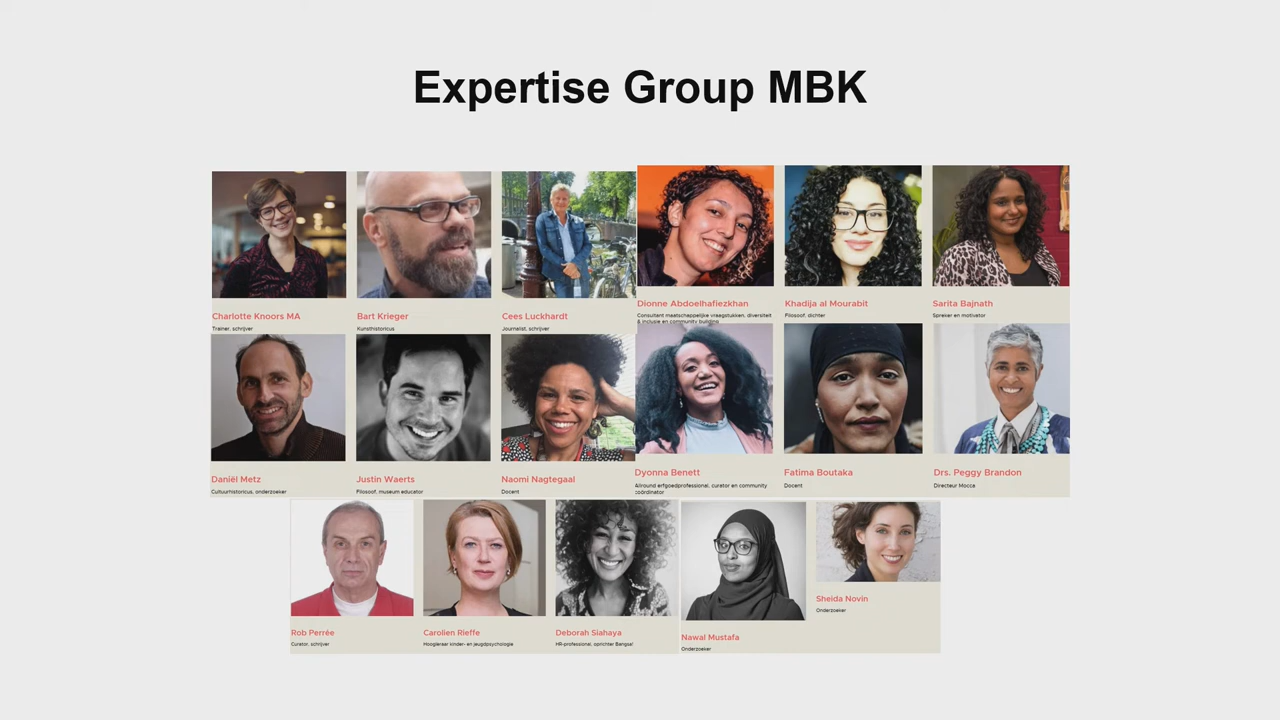 Expertise Group MBK
Charlotte Knoors MA
Trainer, schrijver
Bart Krieger
Kunsthistoricus
Cees Luckhardt
Journalist, schrijver
Dionne Abdoelhafiezkhan
Consultent maatschappelijke vraagstukken, diversiteit
& inclusie en community building
Khadija al Mourabit
Filosoof, dichter
Sarita Bajnath
Spreker en motivator
Daniël Metz
Cultuurhistoricus, onderzoeker
Justin Waerts
Filosoof, museum educator
Naomi Nagtegaal
Docent
Dyonna Benett
Allround erfgoedprofessional, curator en community
coördinator
Fatima Boutaka
Docent
Drs. Peggy Brandon
Directeur Mocca
Rob Perrée
Curator, schrijver
Carolien Rieffe
Hoogleraar kinder- en jeugdpsychologie
Deborah Siahaya
HR-professional, oprichter Bangsa!
Nawal Mustafa
Onderzoeker
Sheida Novin
Onderzoeker